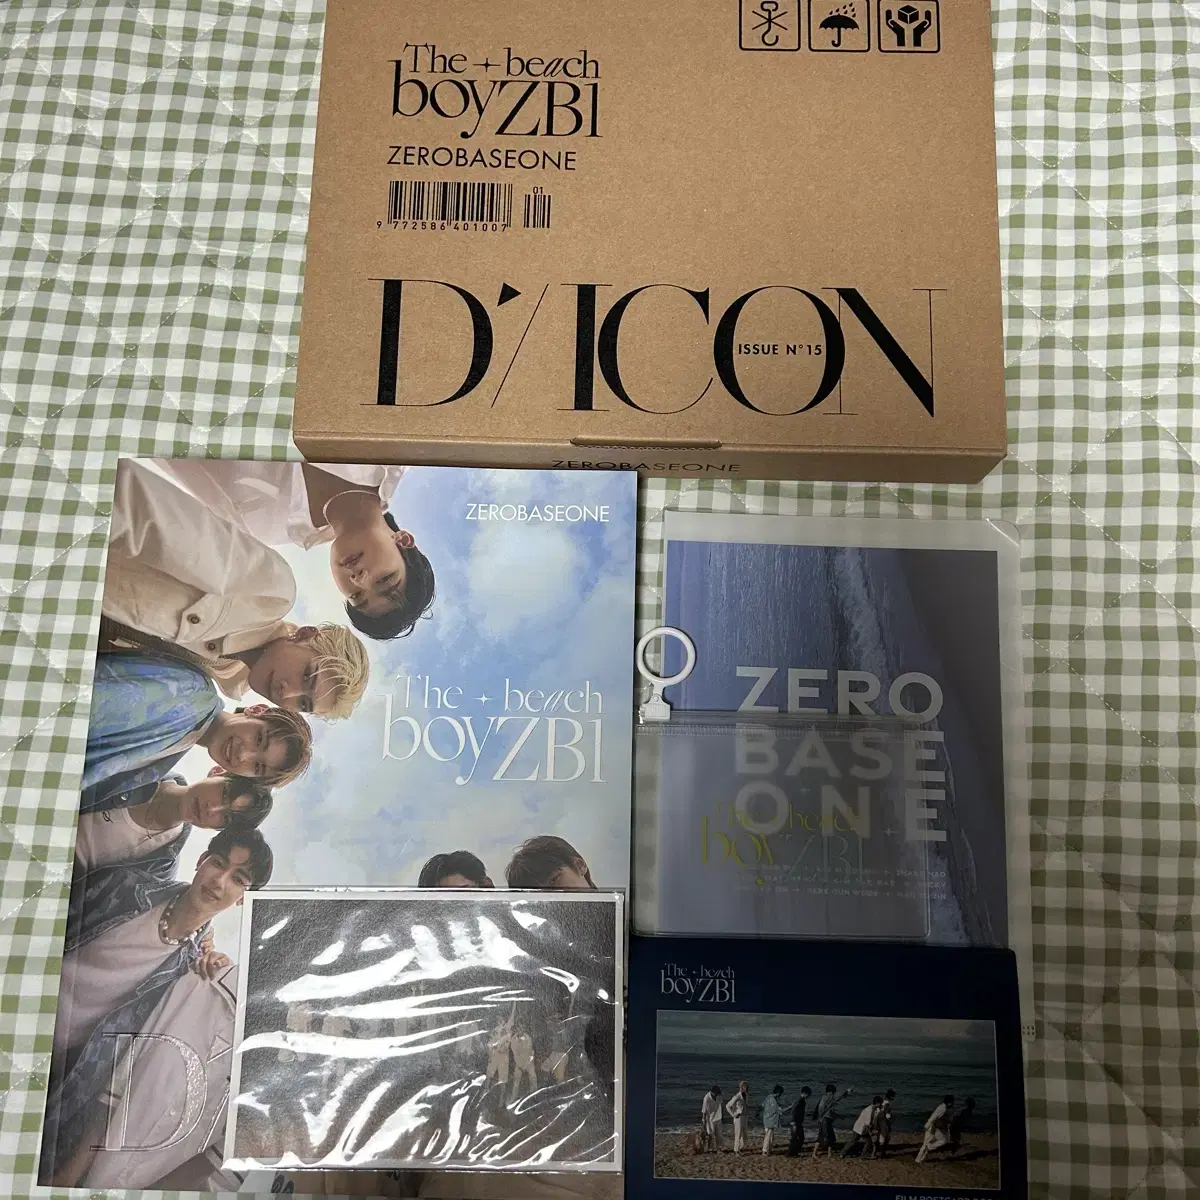 The beach
boyZB1
ZEROBASEONE
01
9 772586 401007
D'/ICON
ISSUE N°15
ZEROBASEONE
ZEROBASEONE
The beach
boyZB1
D'/
ZERO
BASE
ONE
The beach
boyZB1
The beach
boyZB1